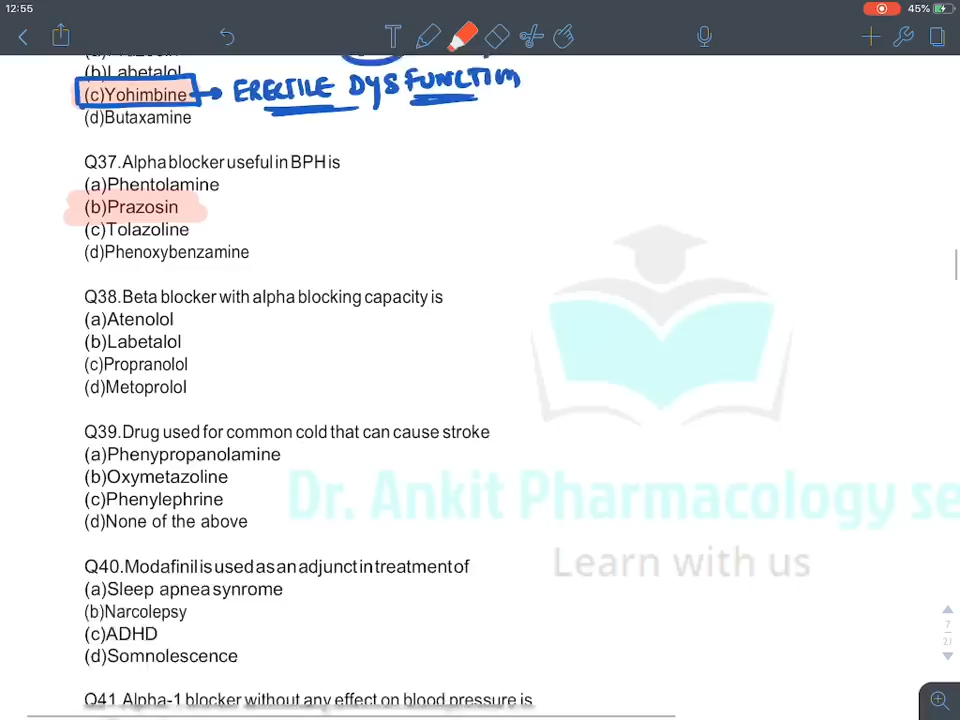 12:55
45%
(b)Labetalol
(c)Yohimbine → ERECTILE DYSFUNCTION
(d)Butaxamine
Q37.Alpha blocker useful in BPH is
(a)Phentolamine
(b)Prazosin
(c)Tolazoline
(d)Phenoxybenzamine
Q38.Beta blocker with alpha blocking capacity is
(a)Atenolol
(b)Labetalol
(c)Propranolol
(d)Metoprolol
Q39.Drug used for common cold that can cause stroke
(a)Phenypropanolamine
(b)Oxymetazoline
(c)Phenylephrine
(d)None of the above
Dr. Ankit Pharmacology se
Learn with us
Q40.Modafinil is used as an adjunct in treatment of
(a)Sleep apnea synrome
(b)Narcolepsy
(c)ADHD
(d)Somnolescence
7
Q41.Alpha-1 blocker without any effect on blood pressure is